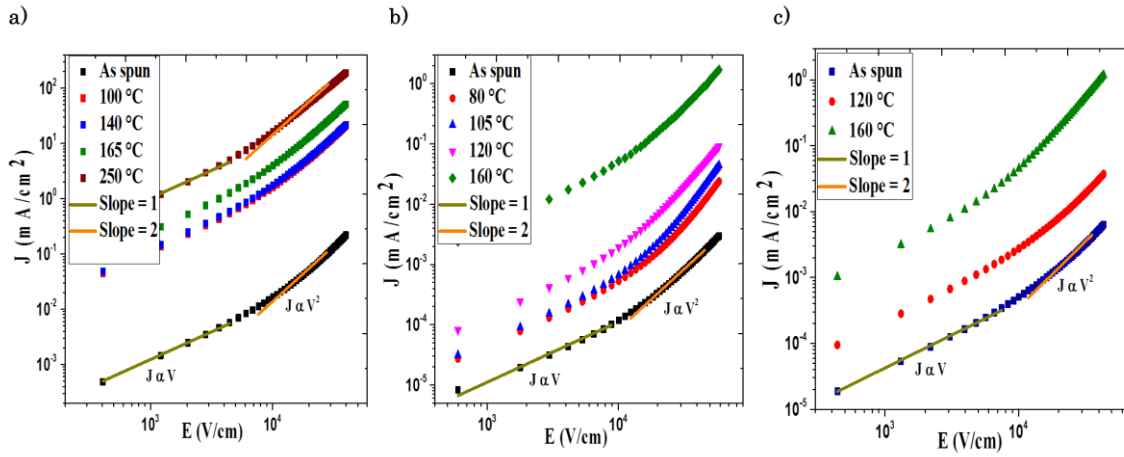 a)
J (m A/cm²)
10²
10¹
10⁰
10⁻¹
10⁻²
10⁻³
As spun
100 °C
140 °C
165 °C
250 °C
Slope = 1
Slope = 2
J α V²
J α V
10³
10⁴
E (V/cm)
b)
J (m A/cm²)
10⁰
10⁻¹
10⁻²
10⁻³
10⁻⁴
10⁻⁵
As spun
80 °C
105 °C
120 °C
160 °C
Slope = 1
Slope = 2
J α V²
J α V
10³
10⁴
E (V/cm)
c)
J (m A/cm²)
10⁰
10⁻¹
10⁻²
10⁻³
10⁻⁴
10⁻⁵
As spun
120 °C
160 °C
Slope = 1
Slope = 2
J α V²
J α V
10³
10⁴
E (V/cm)